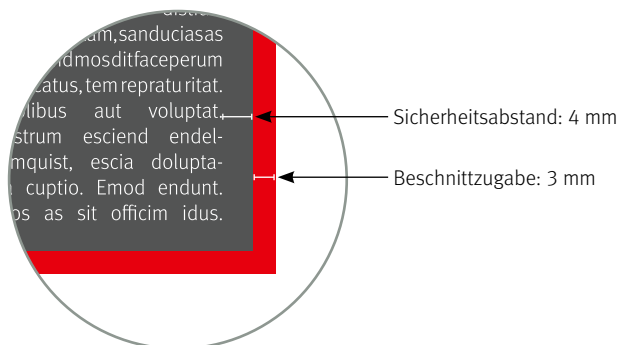 am, sanduciasas
idmosditfaceperum
catus, tem repratu ritat.
libus aut voluptat.
strum esciend endel-
mquist, escia dolupta-
cuptio. Emod endunt.
os as sit officim idus.
Sicherheitsabstand: 4 mm
Beschnittzugabe: 3 mm